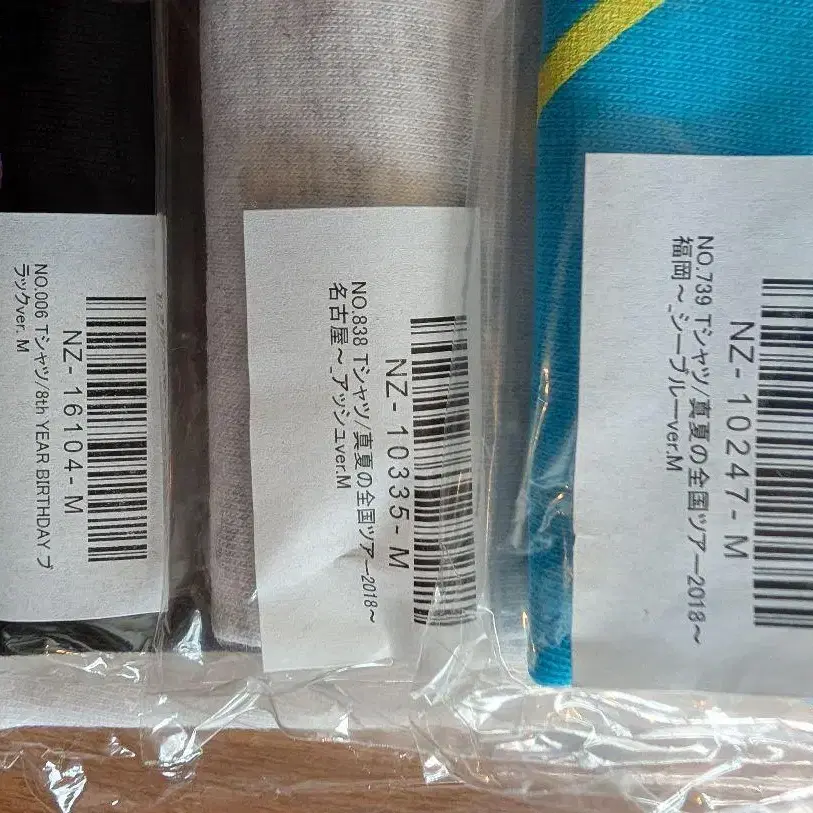 NZ-16104-M
NO.006 Tシャツ/8th YEAR BIRTHDAY ブ
ラックver. M
NZ-10335-M
NO.838 Tシャツ/真夏の全国ツアー2018～
名古屋～_アッシュver.M
NZ-10247-M
NO.739 Tシャツ/真夏の全国ツアー2018～
福岡～_シーブルーver.M